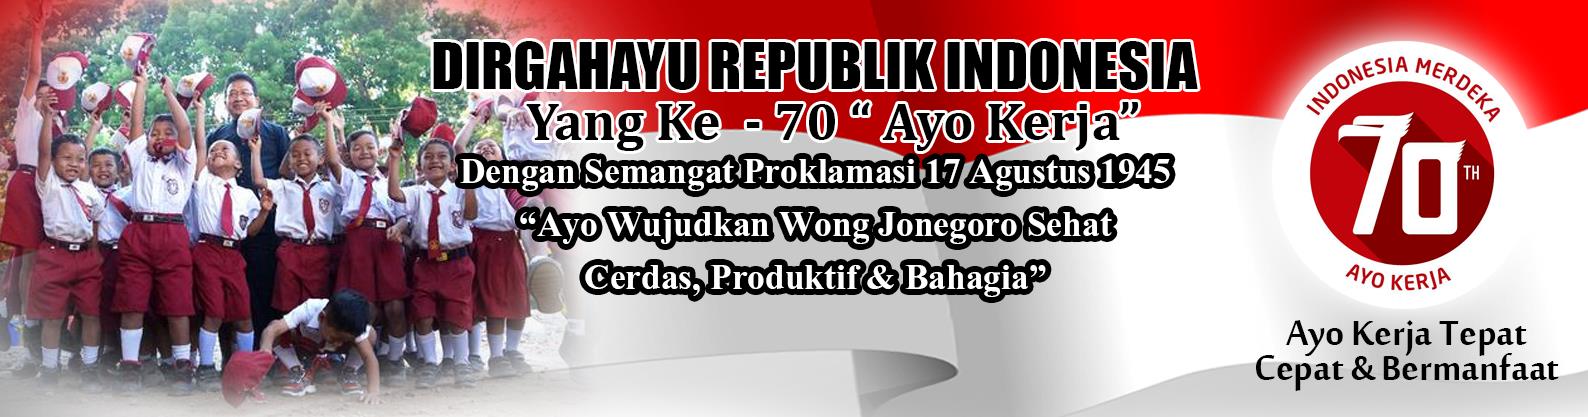 DIRGAHAYU REPUBLIK INDONESIA
Yang Ke - 70 “ Ayo Kerja”
Dengan Semangat Proklamasi 17 Agustus 1945
“Ayo Wujudkan Wong Jonegoro Sehat
Cerdas, Produktif & Bahagia”
INDONESIA MERDEKA
70 TH
AYO KERJA
Ayo Kerja Tepat
Cepat & Bermanfaat